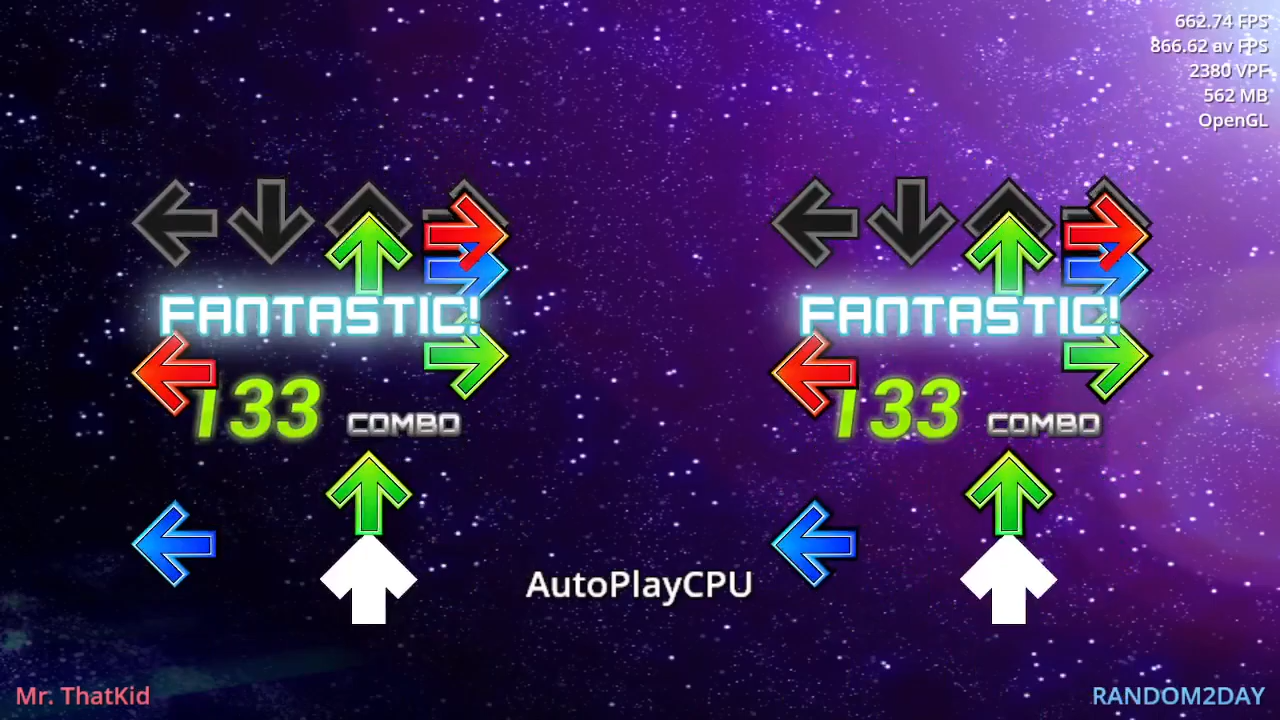 662.74 FPS
866.62 av FPS
2380 VPF
562 MB
OpenGL
FANTASTIC!
FANTASTIC!
133 COMBO
133 COMBO
AutoPlayCPU
Mr. ThatKid
RANDOM2DAY